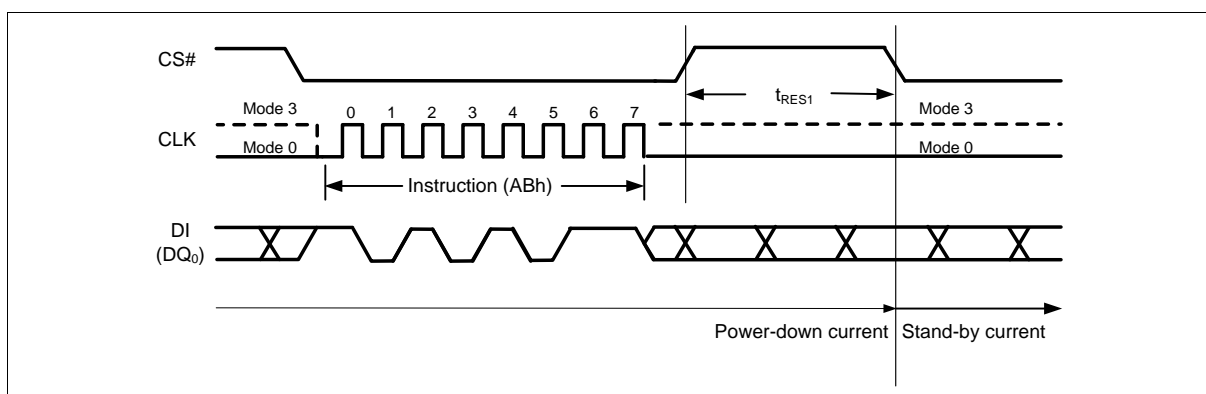 CS#
tRES1
Mode 3
0 1 2 3 4 5 6 7
Mode 3
CLK
Mode 0
Mode 0
Instruction (ABh)
DI
(DQ0)
Power-down current
Stand-by current